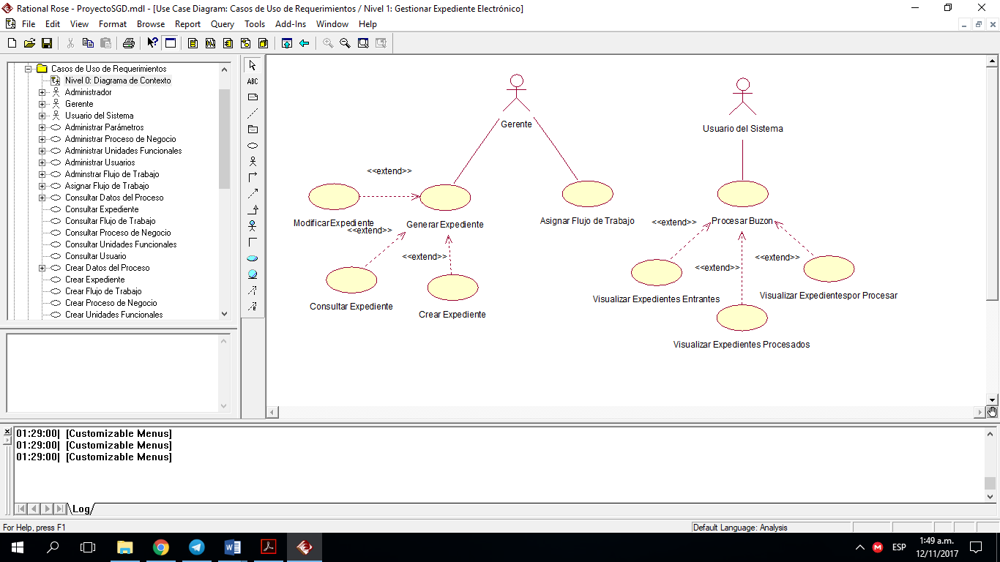 Rational Rose - ProyectoSGD.mdl - [Use Case Diagram: Casos de Uso de Requerimientos / Nivel 1: Gestionar Expediente Electrónico]
File Edit View Format Browse Report Query Tools Add-Ins Window Help
Casos de Uso de Requerimientos
Nivel 0: Diagrama de Contexto
Administrador
Gerente
Usuario del Sistema
Administrar Parámetros
Administrar Proceso de Negocio
Administrar Unidades Funcionales
Administrar Usuarios
Adminstrar Flujo de Trabajo
Asignar Flujo de Trabajo
Consultar Datos del Proceso
Consultar Expediente
Consultar Flujo de Trabajo
Consultar Proceso de Negocio
Consultar Unidades Funcionales
Consultar Usuario
Crear Datos del Proceso
Crear Expediente
Crear Flujo de Trabajo
Crear Proceso de Negocio
Crear Unidades Funcionales
ABC
Gerente
Usuario del Sistema
<<extend>>
ModificarExpediente
Generar Expediente
Asignar Flujo de Trabajo
<<extend>>
Procesar Buzon
<<extend>>
<<extend>>
<<extend>>
<<extend>>
Consultar Expediente
Crear Expediente
Visualizar Expedientes Entrantes
Visualizar Expedientespor Procesar
Visualizar Expedientes Procesados
01:29:00| [Customizable Menus]
01:29:00| [Customizable Menus]
01:29:00| [Customizable Menus]
Log
For Help, press F1
Default Language: Analysis
ESP
1:49 a.m.
12/11/2017